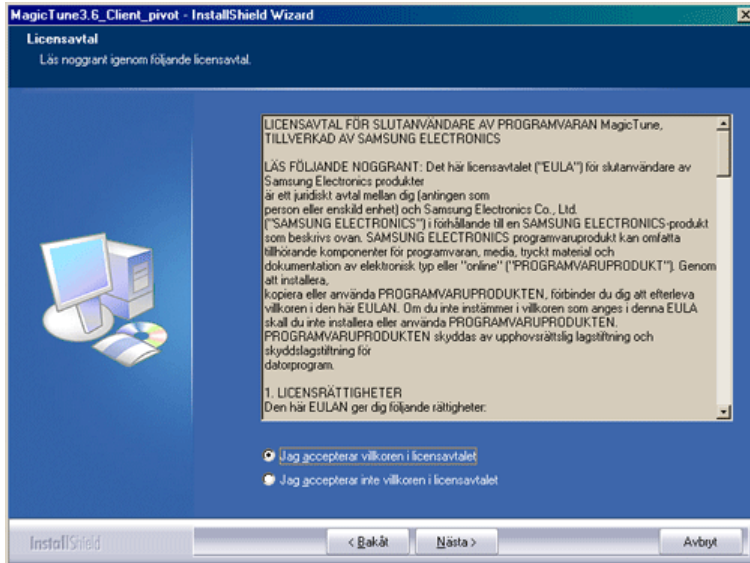 MagicTune3.6_Client_pivot - InstallShield Wizard
Licensavtal
Läs noggrant igenom följande licensavtal.
LICENSAVTAL FÖR SLUTANVÄNDARE AV PROGRAMVARAN MagicTune,
TILLVERKAD AV SAMSUNG ELECTRONICS
LÄS FÖLJANDE NOGGRANT: Det här licensavtalet ("EULA") för slutanvändare av
Samsung Electronics produkter
är ett juridiskt avtal mellan dig (antingen som
person eller enskild enhet) och Samsung Electronics Co., Ltd.
("SAMSUNG ELECTRONICS") i förhållande till en SAMSUNG ELECTRONICS-produkt
som beskrivs ovan. SAMSUNG ELECTRONICS programvaruprodukt kan omfatta
tillhörande komponenter för programvaran, media, tryckt material och
dokumentation av elektronisk typ eller "online" ("PROGRAMVARUPRODUKT"). Genom
att installera,
kopiera eller använda PROGRAMVARUPRODUKTEN, förbinder du dig att efterleva
villkoren i den här EULAN. Om du inte instämmer i villkoren som anges i denna EULA
skall du inte installera eller använda PROGRAMVARUPRODUKTEN.
PROGRAMVARUPRODUKTEN skyddas av upphovsrättslig lagstiftning och
skyddslagstiftning för
datorprogram.
1. LICENSRÄTTIGHETER
Den här EULAN ger dig följande rättigheter:
Jag accepterar villkoren i licensavtalet
Jag accepterar inte villkoren i licensavtalet
InstallShield
< Bakåt
Nästa >
Avbryt